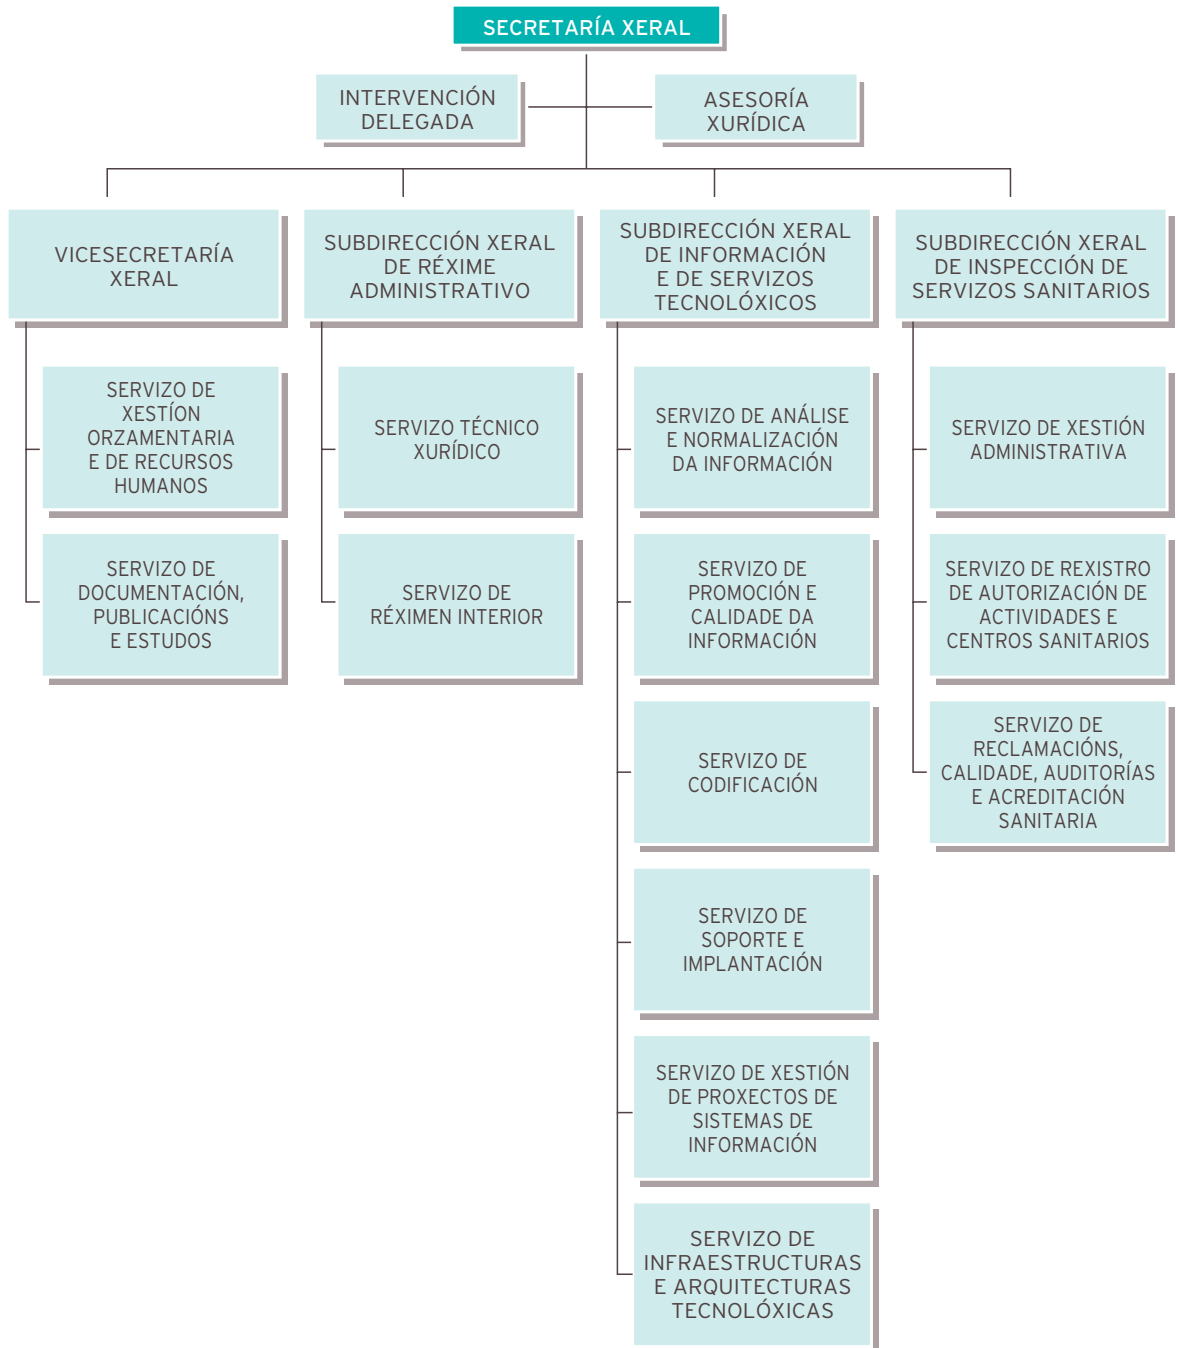 SECRETARÍA XERAL
INTERVENCIÓN
DELEGADA
ASESORÍA
XURÍDICA
VICESECRETARÍA
XERAL
SERVIZO DE
XESTÍON
ORZAMENTARIA
E DE RECURSOS
HUMANOS
SERVIZO DE
DOCUMENTACIÓN,
PUBLICACIÓNS
E ESTUDOS
SUBDIRECCIÓN XERAL
DE RÉXIME
ADMINISTRATIVO
SERVIZO TÉCNICO
XURÍDICO
SERVIZO DE
RÉXIMEN INTERIOR
SUBDIRECCIÓN XERAL
DE INFORMACIÓN
E DE SERVIZOS
TECNOLÓXICOS
SERVIZO DE ANÁLISE
E NORMALIZACIÓN
DA INFORMACIÓN
SERVIZO DE
PROMOCIÓN E
CALIDADE DA
INFORMACIÓN
SERVIZO DE
CODIFICACIÓN
SERVIZO DE
SOPORTE E
IMPLANTACIÓN
SERVIZO DE XESTIÓN
DE PROXECTOS DE
SISTEMAS DE
INFORMACIÓN
SERVIZO DE
INFRAESTRUCTURAS
E ARQUITECTURAS
TECNOLÓXICAS
SUBDIRECCIÓN XERAL
DE INSPECCIÓN DE
SERVIZOS SANITARIOS
SERVIZO DE XESTIÓN
ADMINISTRATIVA
SERVIZO DE REXISTRO
DE AUTORIZACIÓN DE
ACTIVIDADES E
CENTROS SANITARIOS
SERVIZO DE
RECLAMACIÓNS,
CALIDADE, AUDITORÍAS
E ACREDITACIÓN
SANITARIA